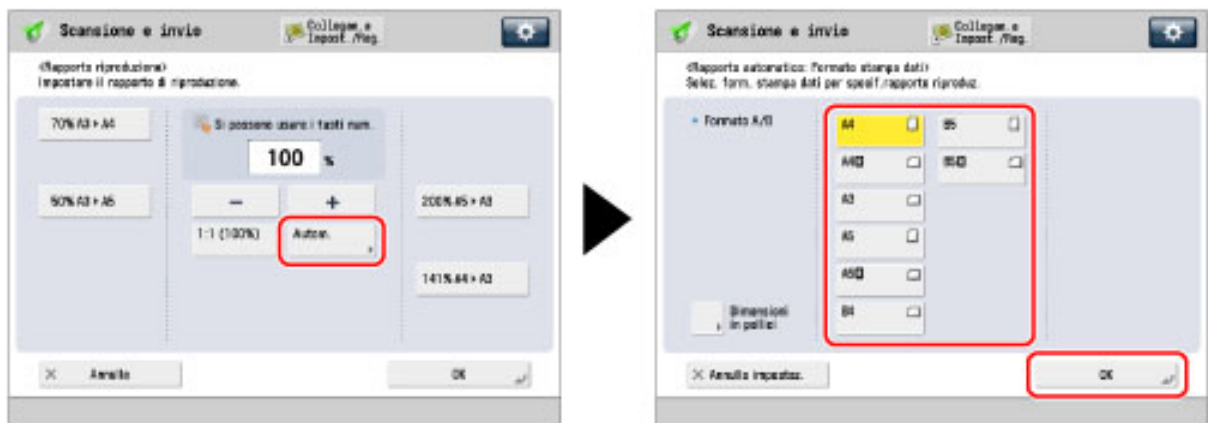 Scansione e invio
Collegam.e
Impost./Reg.
<Rapporto riproduzione>
Impostare il rapporto di riproduzione.
70% A3 ▸ A4
Si possono usare i tasti num.
100 %
50% A3 ▸ A5
−
+
200% A5 ▸ A3
1:1 (100%)
Autom.
141% A4 ▸ A3
× Annulla
OK
Scansione e invio
Collegam.e
Impost./Reg.
<Rapporto automatico: Formato stampa dati>
Selez. form. stampa dati per specif.rapporto riproduz.
Formato A/B
A4
B5
A4R
B5R
A3
A5
A5R
B4
Dimensioni
in pollici
× Annulla impostaz.
OK